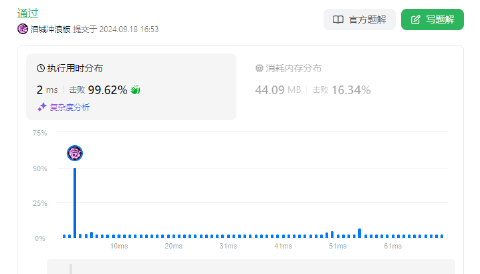 通过
官方题解
写题解
海域冲浪板 提交于 2024.09.18 16:53
执行用时分布
消耗内存分布
2 ms 击败 99.62%
44.09 MB 击败 16.34%
复杂度分析
75%
50%
25%
0%
10ms 20ms 31ms 41ms 51ms 61ms